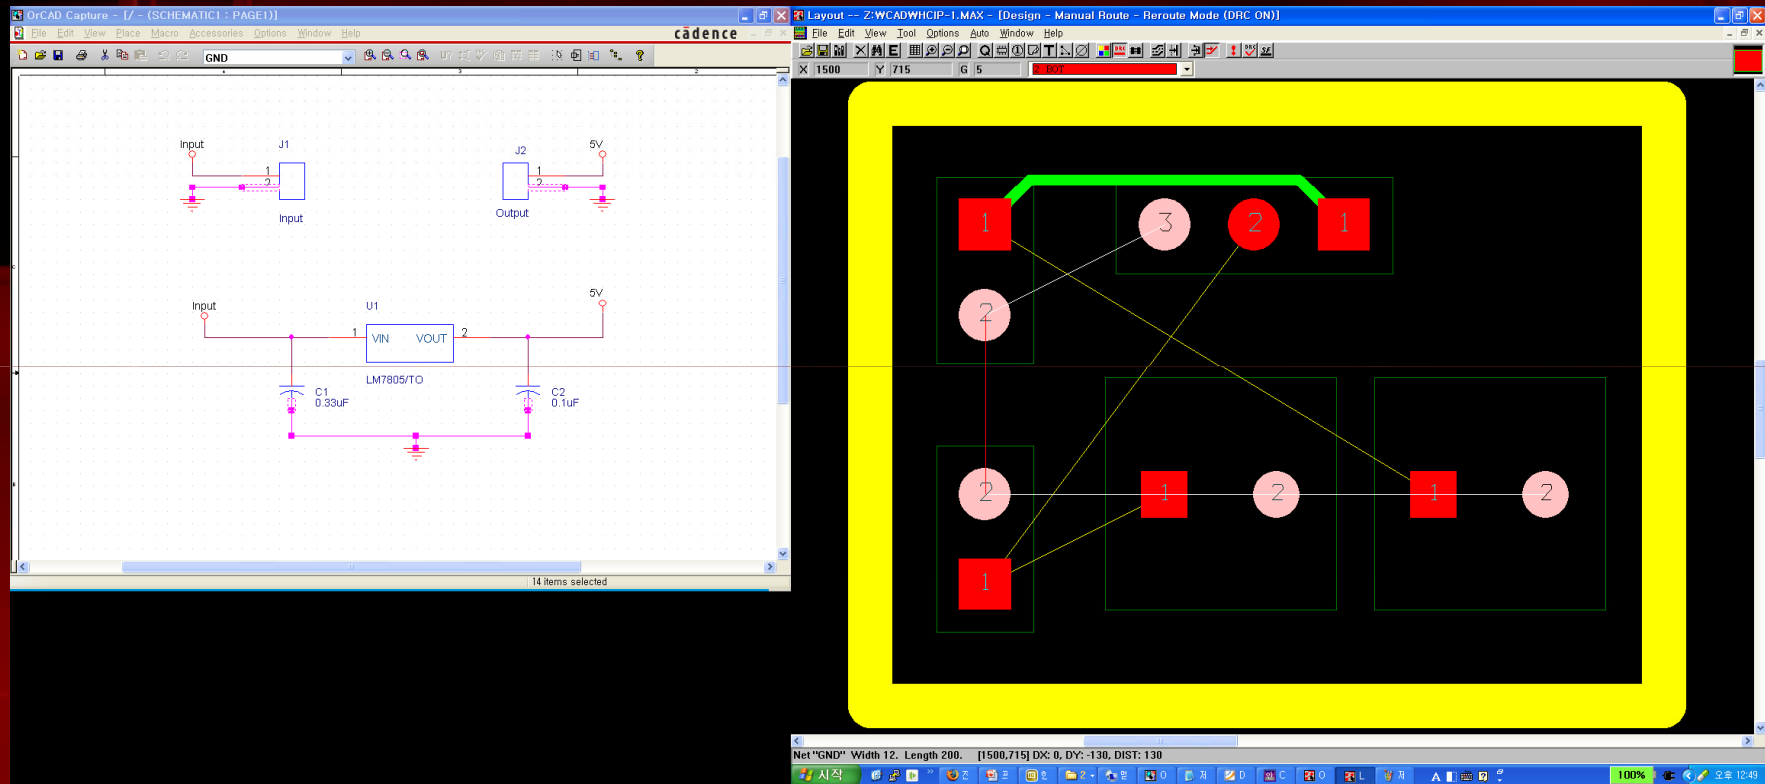 OrCAD Capture - [/ - (SCHEMATIC1 : PAGE1)]
File Edit View Place Macro Accessories Options Window Help
cādence
GND
Input
J1
1
2
Input
J2
5V
1
2
Output
Input
U1
5V
1
VIN
VOUT
2
LM7805/TO
C1
0.33uF
C2
0.1uF
14 items selected
Layout -- Z:₩CAD₩HCIP-1.MAX - [Design - Manual Route - Reroute Mode (DRC ON)]
File Edit View Tool Options Auto Window Help
X 1500 Y 715 G 5 2 BOT
1 3 2 1
2
2 1 2 1 2
1
Net "GND" Width 12. Length 200. [1500,715] DX: 0, DY: -130, DIST: 130
시작
100%
오후 12:49